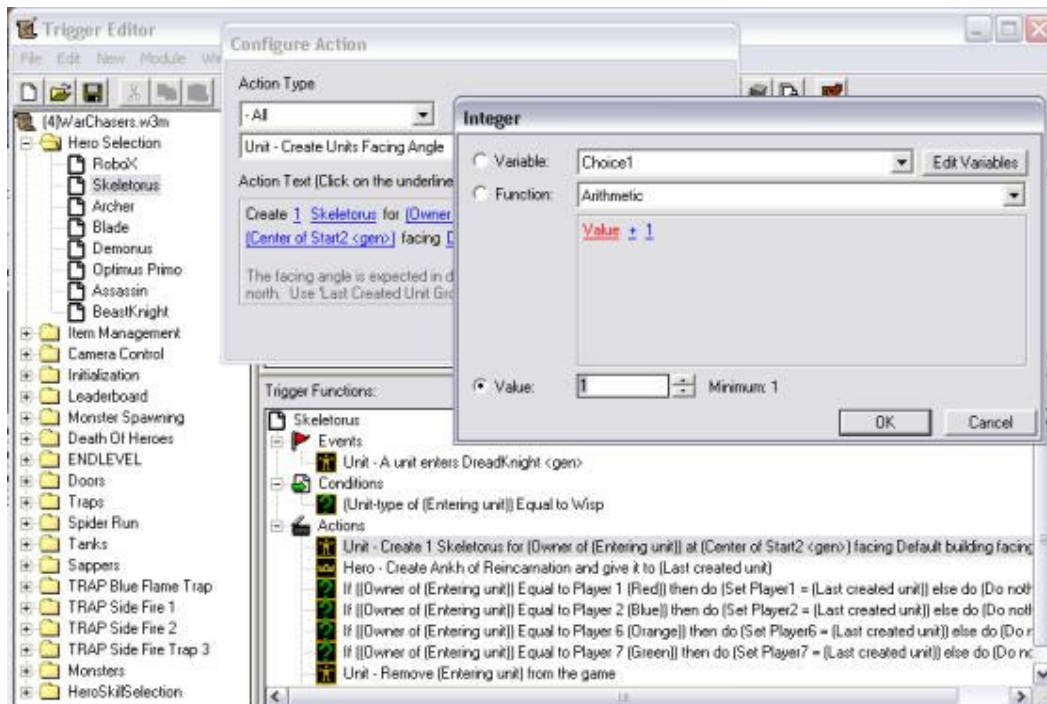 Trigger Editor
File Edit New Module
Configure Action
Action Type
- All
Unit - Create Units Facing Angle
Action Text (Click on the underline
Create 1 Skeletorus for (Owner
(Center of Start2 <gen>) facing
The facing angle is expected in d
north. Use 'Last Created Unit Gro
Integer
Variable: Choice1 Edit Variables
Function: Arithmetic
Value + 1
Value: 1 Minimum: 1
OK Cancel
(4)WarChasers.w3m
Hero Selection
RoboX
Skeletorus
Archer
Blade
Demonus
Optimus Primo
Assassin
BeastKnight
Item Management
Camera Control
Initialization
Leaderboard
Monster Spawning
Death Of Heroes
ENDLEVEL
Doors
Traps
Spider Run
Tanks
Sappers
TRAP Blue Flame Trap
TRAP Side Fire 1
TRAP Side Fire 2
TRAP Side Fire Trap 3
Monsters
HeroSkillSelection
Trigger Functions:
Skeletorus
Events
Unit - A unit enters DreadKnight <gen>
Conditions
(Unit-type of (Entering unit)) Equal to Wisp
Actions
Unit - Create 1 Skeletorus for (Owner of (Entering unit)) at (Center of Start2 <gen>) facing Default building facing
Hero - Create Ankh of Reincarnation and give it to (Last created unit)
If ((Owner of (Entering unit)) Equal to Player 1 (Red)) then do (Set Player1 = (Last created unit)) else do (Do noth
If ((Owner of (Entering unit)) Equal to Player 2 (Blue)) then do (Set Player2 = (Last created unit)) else do (Do noth
If ((Owner of (Entering unit)) Equal to Player 6 (Orange)) then do (Set Player6 = (Last created unit)) else do (Do r
If ((Owner of (Entering unit)) Equal to Player 7 (Green)) then do (Set Player7 = (Last created unit)) else do (Do nc
Unit - Remove (Entering unit) from the game